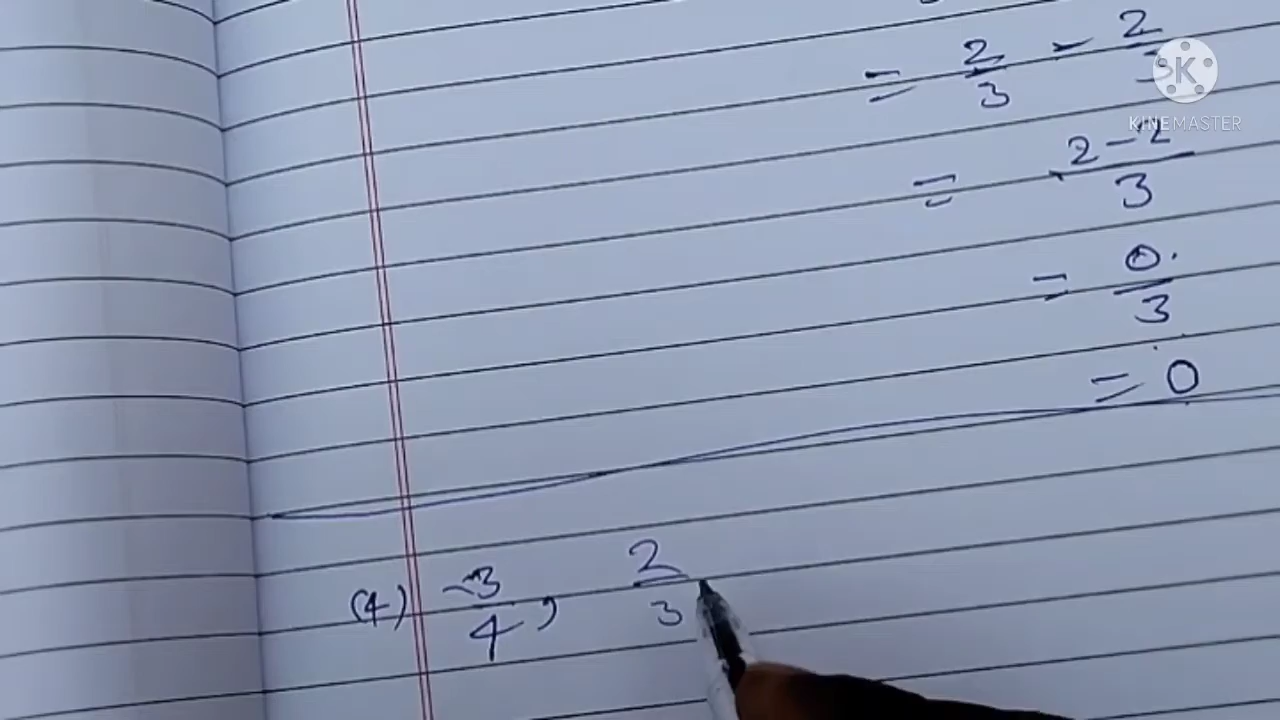 = 2/3 - 2/3
K
KINEMASTER
= 2-2/3
= 0/3
= 0
(4) -3/4, 2/3